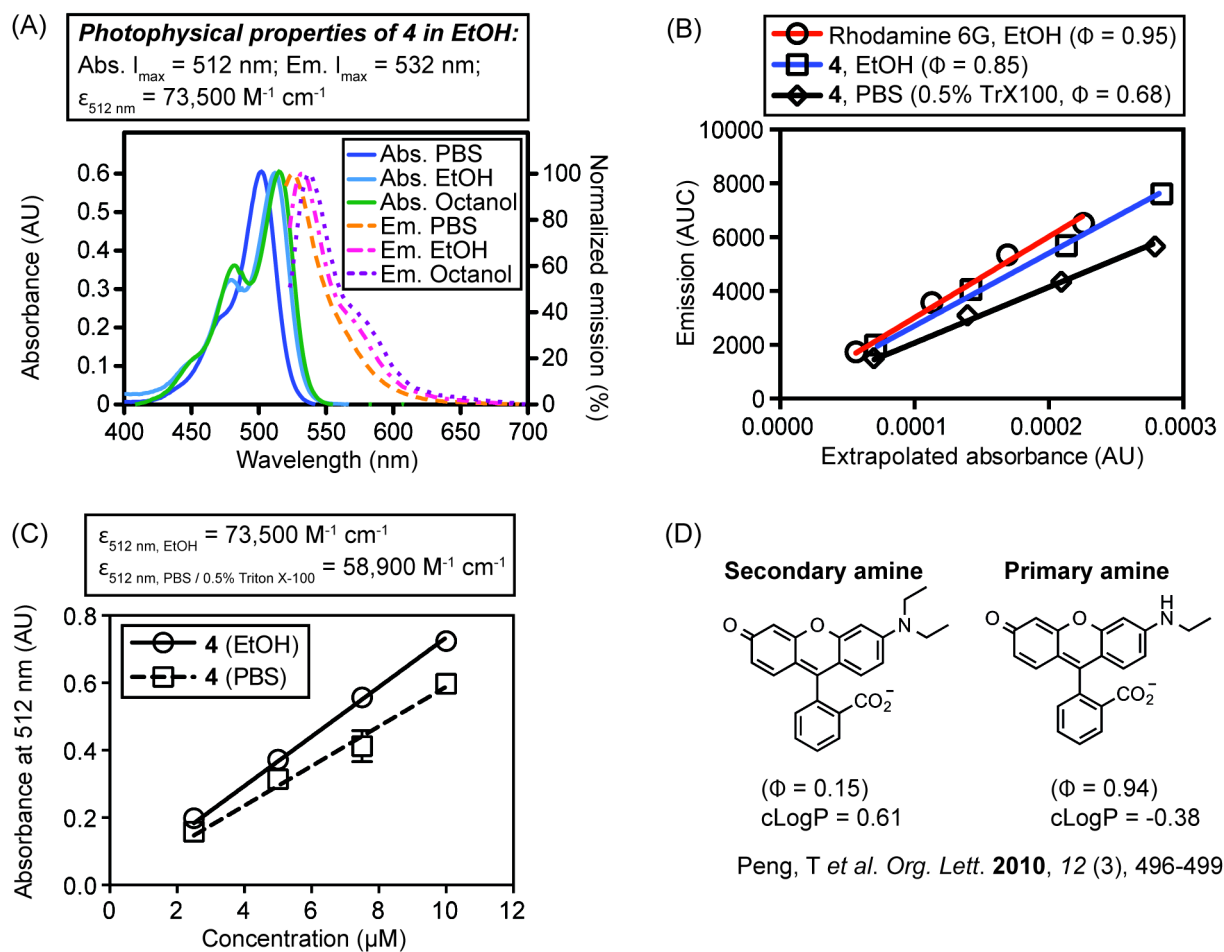 (A)
Photophysical properties of 4 in EtOH:
Abs. Iₘₐₓ = 512 nm; Em. Iₘₐₓ = 532 nm;
ε₅₁₂ ₙₘ = 73,500 M⁻¹ cm⁻¹
Abs. PBS
Abs. EtOH
Abs. Octanol
Em. PBS
Em. EtOH
Em. Octanol
Absorbance (AU)
0.6
0.5
0.4
0.3
0.2
0.1
0
Normalized emission (%)
100
80
60
40
20
0
400 450 500 550 600 650 700
Wavelength (nm)
(B)
Rhodamine 6G, EtOH (Φ = 0.95)
4, EtOH (Φ = 0.85)
4, PBS (0.5% TrX100, Φ = 0.68)
Emission (AUC)
10000
8000
6000
4000
2000
0
0.0000 0.0001 0.0002 0.0003
Extrapolated absorbance (AU)
(C)
ε₅₁₂ ₙₘ, EtOH = 73,500 M⁻¹ cm⁻¹
ε₅₁₂ ₙₘ, PBS / 0.5% Triton X-100 = 58,900 M⁻¹ cm⁻¹
4 (EtOH)
4 (PBS)
Absorbance at 512 nm (AU)
0.8
0.6
0.4
0.2
0.0
0 2 4 6 8 10 12
Concentration (µM)
(D)
Secondary amine Primary amine
O O N CO₂⁻
O O H N CO₂⁻
(Φ = 0.15) (Φ = 0.94)
cLogP = 0.61 cLogP = -0.38
Peng, T et al. Org. Lett. 2010, 12 (3), 496-499